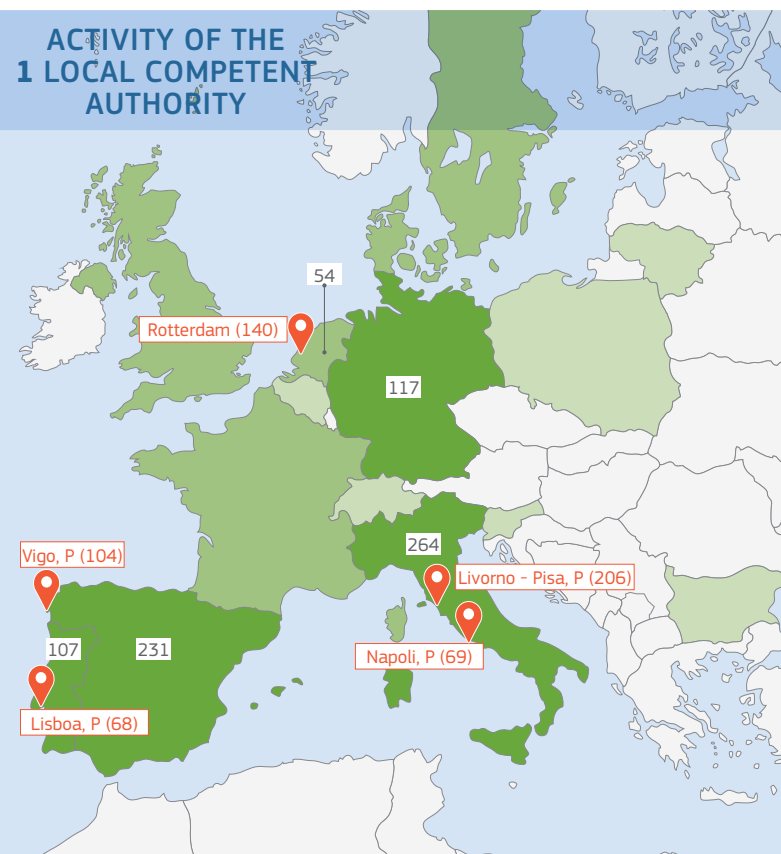 ACTIVITY OF THE
1 LOCAL COMPETENT
AUTHORITY
54
Rotterdam (140)
117
264
Vigo, P (104)
Livorno - Pisa, P (206)
107
231
Napoli, P (69)
Lisboa, P (68)